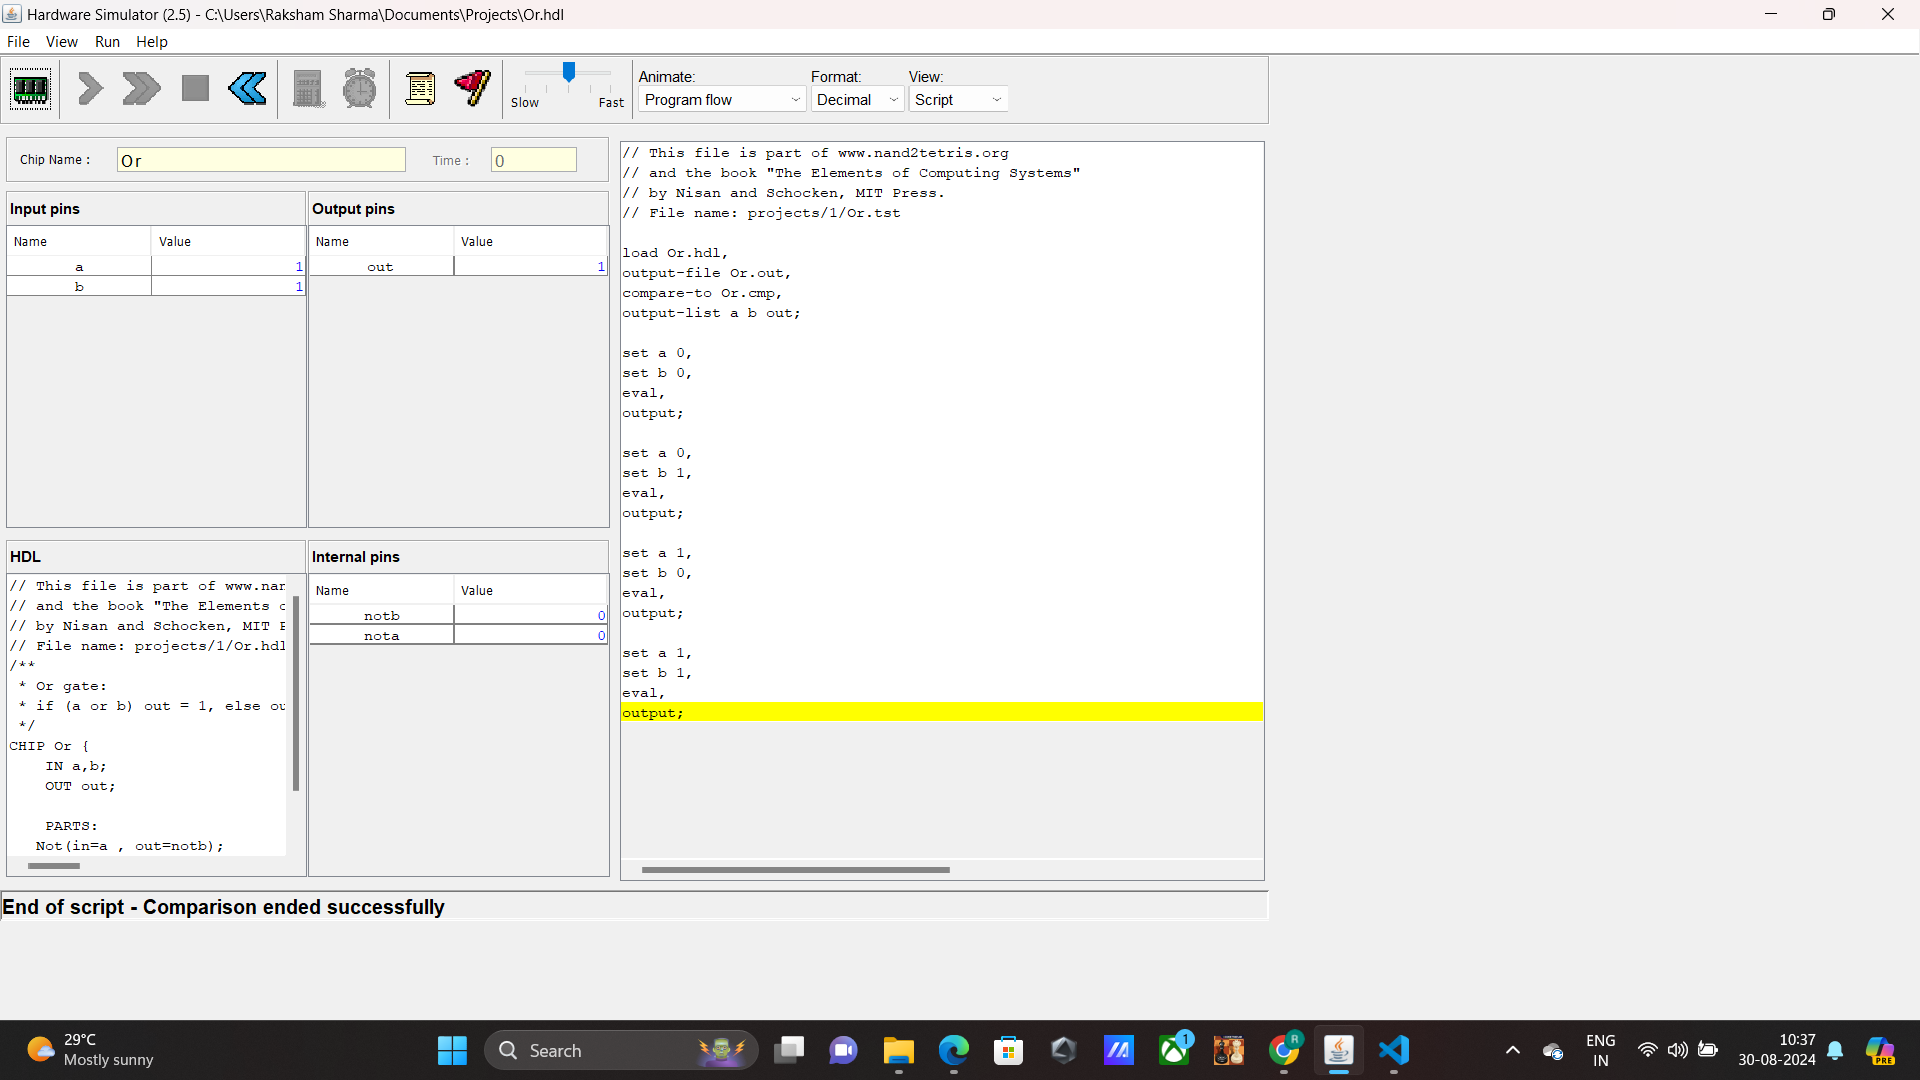 Hardware Simulator (2.5) - C:\Users\Raksham Sharma\Documents\Projects\Or.hdl
File View Run Help
Slow Fast
Animate: Format: View:
Program flow Decimal Script
Chip Name : Or Time : 0
Input pins
Name Value
a 1
b 1
Output pins
Name Value
out 1
HDL
// This file is part of www.nan
// and the book "The Elements o
// by Nisan and Schocken, MIT P
// File name: projects/1/Or.hdl
/**
* Or gate:
* if (a or b) out = 1, else ou
*/
CHIP Or {
IN a,b;
OUT out;
PARTS:
Not(in=a , out=notb);
Internal pins
Name Value
notb 0
nota 0
// This file is part of www.nand2tetris.org
// and the book "The Elements of Computing Systems"
// by Nisan and Schocken, MIT Press.
// File name: projects/1/Or.tst
load Or.hdl,
output-file Or.out,
compare-to Or.cmp,
output-list a b out;
set a 0,
set b 0,
eval,
output;
set a 0,
set b 1,
eval,
output;
set a 1,
set b 0,
eval,
output;
set a 1,
set b 1,
eval,
output;
End of script - Comparison ended successfully
29°C
Mostly sunny
Search
1
R
ENG
IN
10:37
30-08-2024
PRE